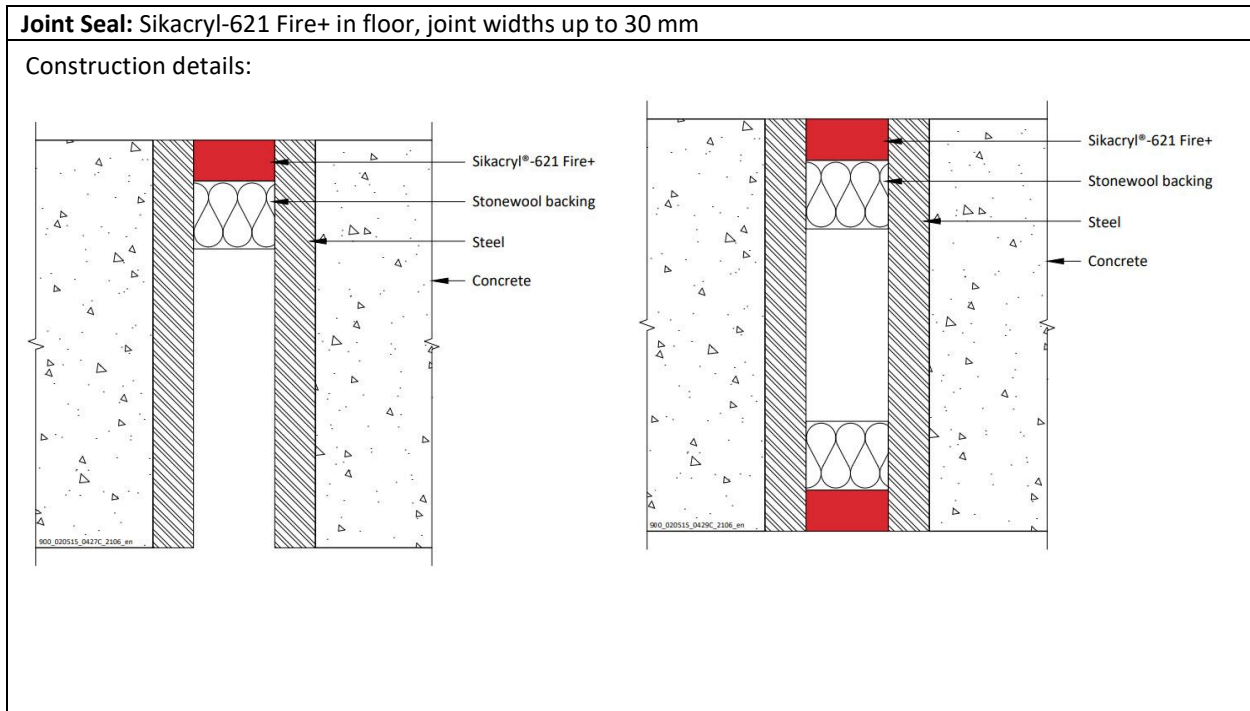 Joint Seal: Sikacryl-621 Fire+ in floor, joint widths up to 30 mm
Construction details:
Sikacryl®-621 Fire+
Stonewool backing
Steel
Concrete
900_020515_0427C_2106_en
Sikacryl®-621 Fire+
Stonewool backing
Steel
Concrete
900_020515_0429C_2106_en